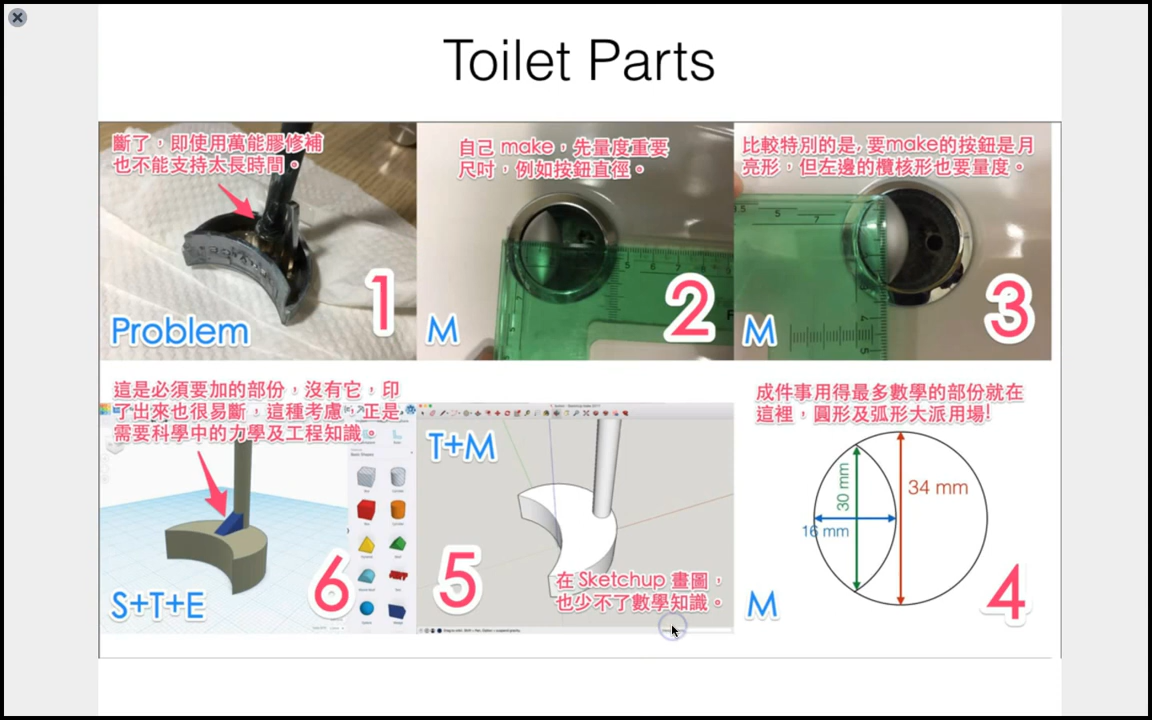 Toilet Parts
斷了，即使用萬能膠修補
也不能支持太長時間。
Problem
1
自己 make，先量度重要
尺吋，例如按鈕直徑。
M
2
比較特別的是, 要make的按鈕是月
亮形，但左邊的欖核形也要量度。
M
3
這是必須要加的部份，沒有它，印
了出來也很易斷，這種考慮，正是
需要科學中的力學及工程知識
S+T+E
6
T+M
5
在 Sketchup 畫圖，
也少不了數學知識。
成件事用得最多數學的部份就在
這裡，圓形及弧形大派用場!
30 mm
34 mm
16 mm
M
4